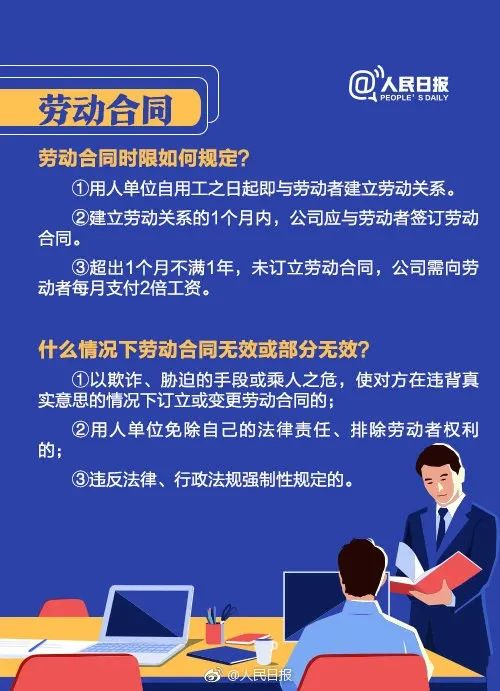 @人民日报
PEOPLE'S DAILY
劳动合同
劳动合同时限如何规定?
①用人单位自用工之日起即与劳动者建立劳动关系。
②建立劳动关系的1个月内，公司应与劳动者签订劳动
合同。
③超出1个月不满1年，未订立劳动合同，公司需向劳
动者每月支付2倍工资。
什么情况下劳动合同无效或部分无效?
①以欺诈、胁迫的手段或乘人之危，使对方在违背真
实意思的情况下订立或变更劳动合同的；
②用人单位免除自己的法律责任、排除劳动者权利
的；
③违反法律、行政法规强制性规定的。
@人民日报